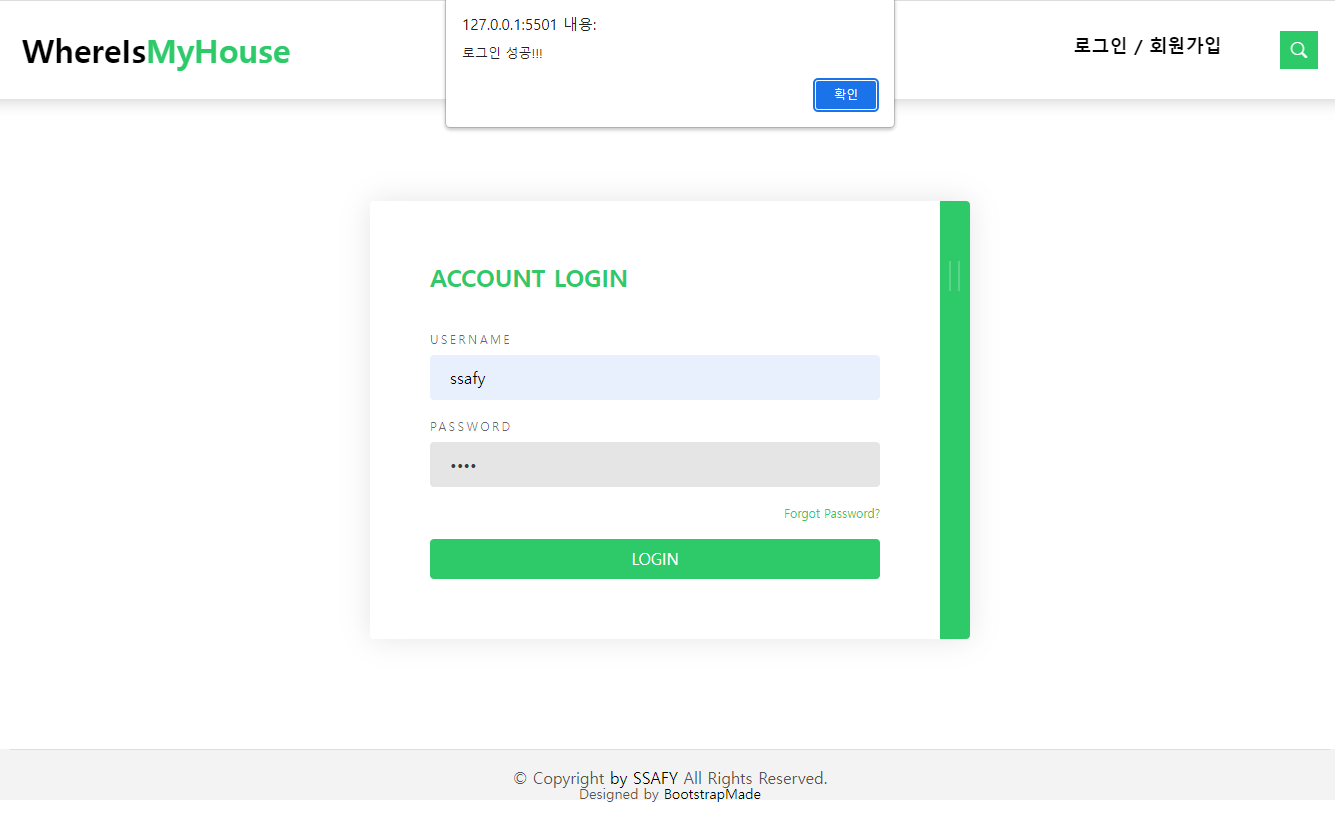 127.0.0.1:5501 내용:
로그인 성공!!!
확인
WhereIsMyHouse
로그인 / 회원가입
ACCOUNT LOGIN
USERNAME
ssafy
PASSWORD
••••
Forgot Password?
LOGIN
© Copyright by SSAFY All Rights Reserved.
Designed by BootstrapMade